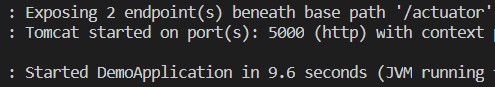 : Exposing 2 endpoint(s) beneath base path '/actuator'
: Tomcat started on port(s): 5000 (http) with context
: Started DemoApplication in 9.6 seconds (JVM running